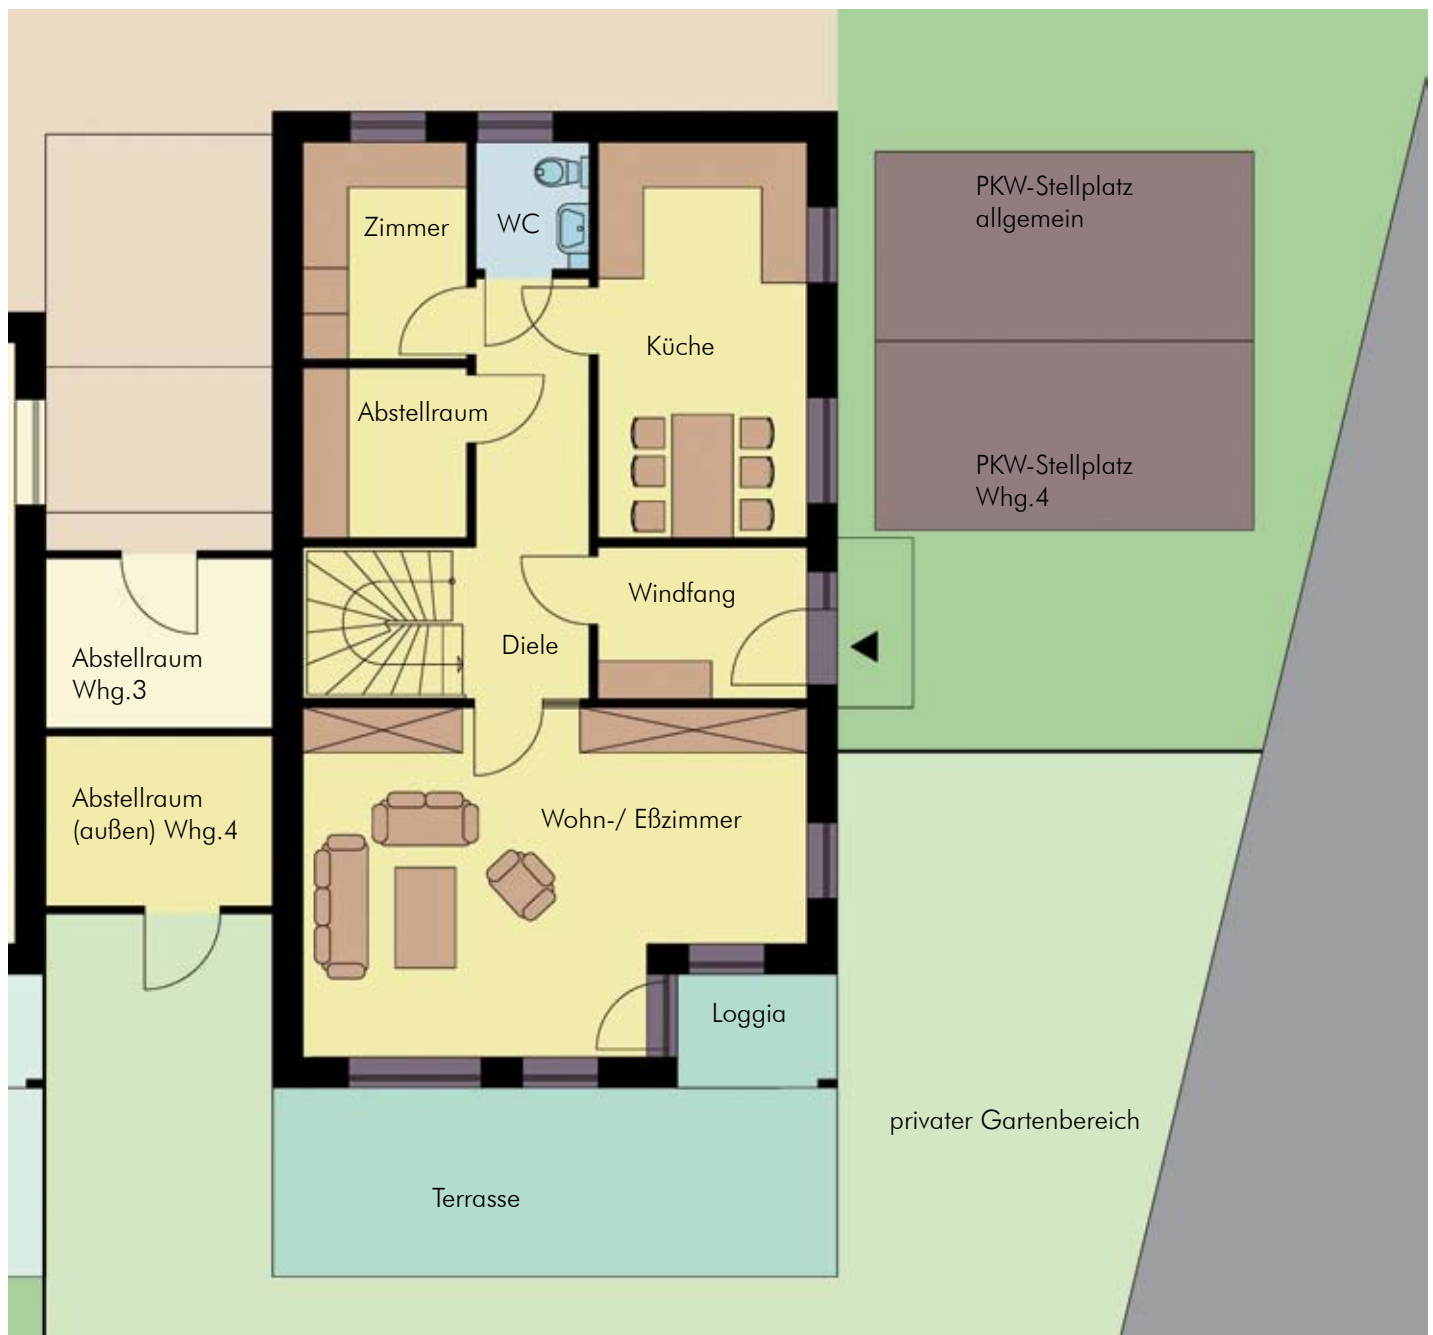 PKW-Stellplatz
allgemein
Zimmer
WC
Küche
Abstellraum
PKW-Stellplatz
Whg.4
Windfang
Diele
Abstellraum
Whg.3
Abstellraum
(außen) Whg.4
Wohn-/ Eßzimmer
Loggia
privater Gartenbereich
Terrasse